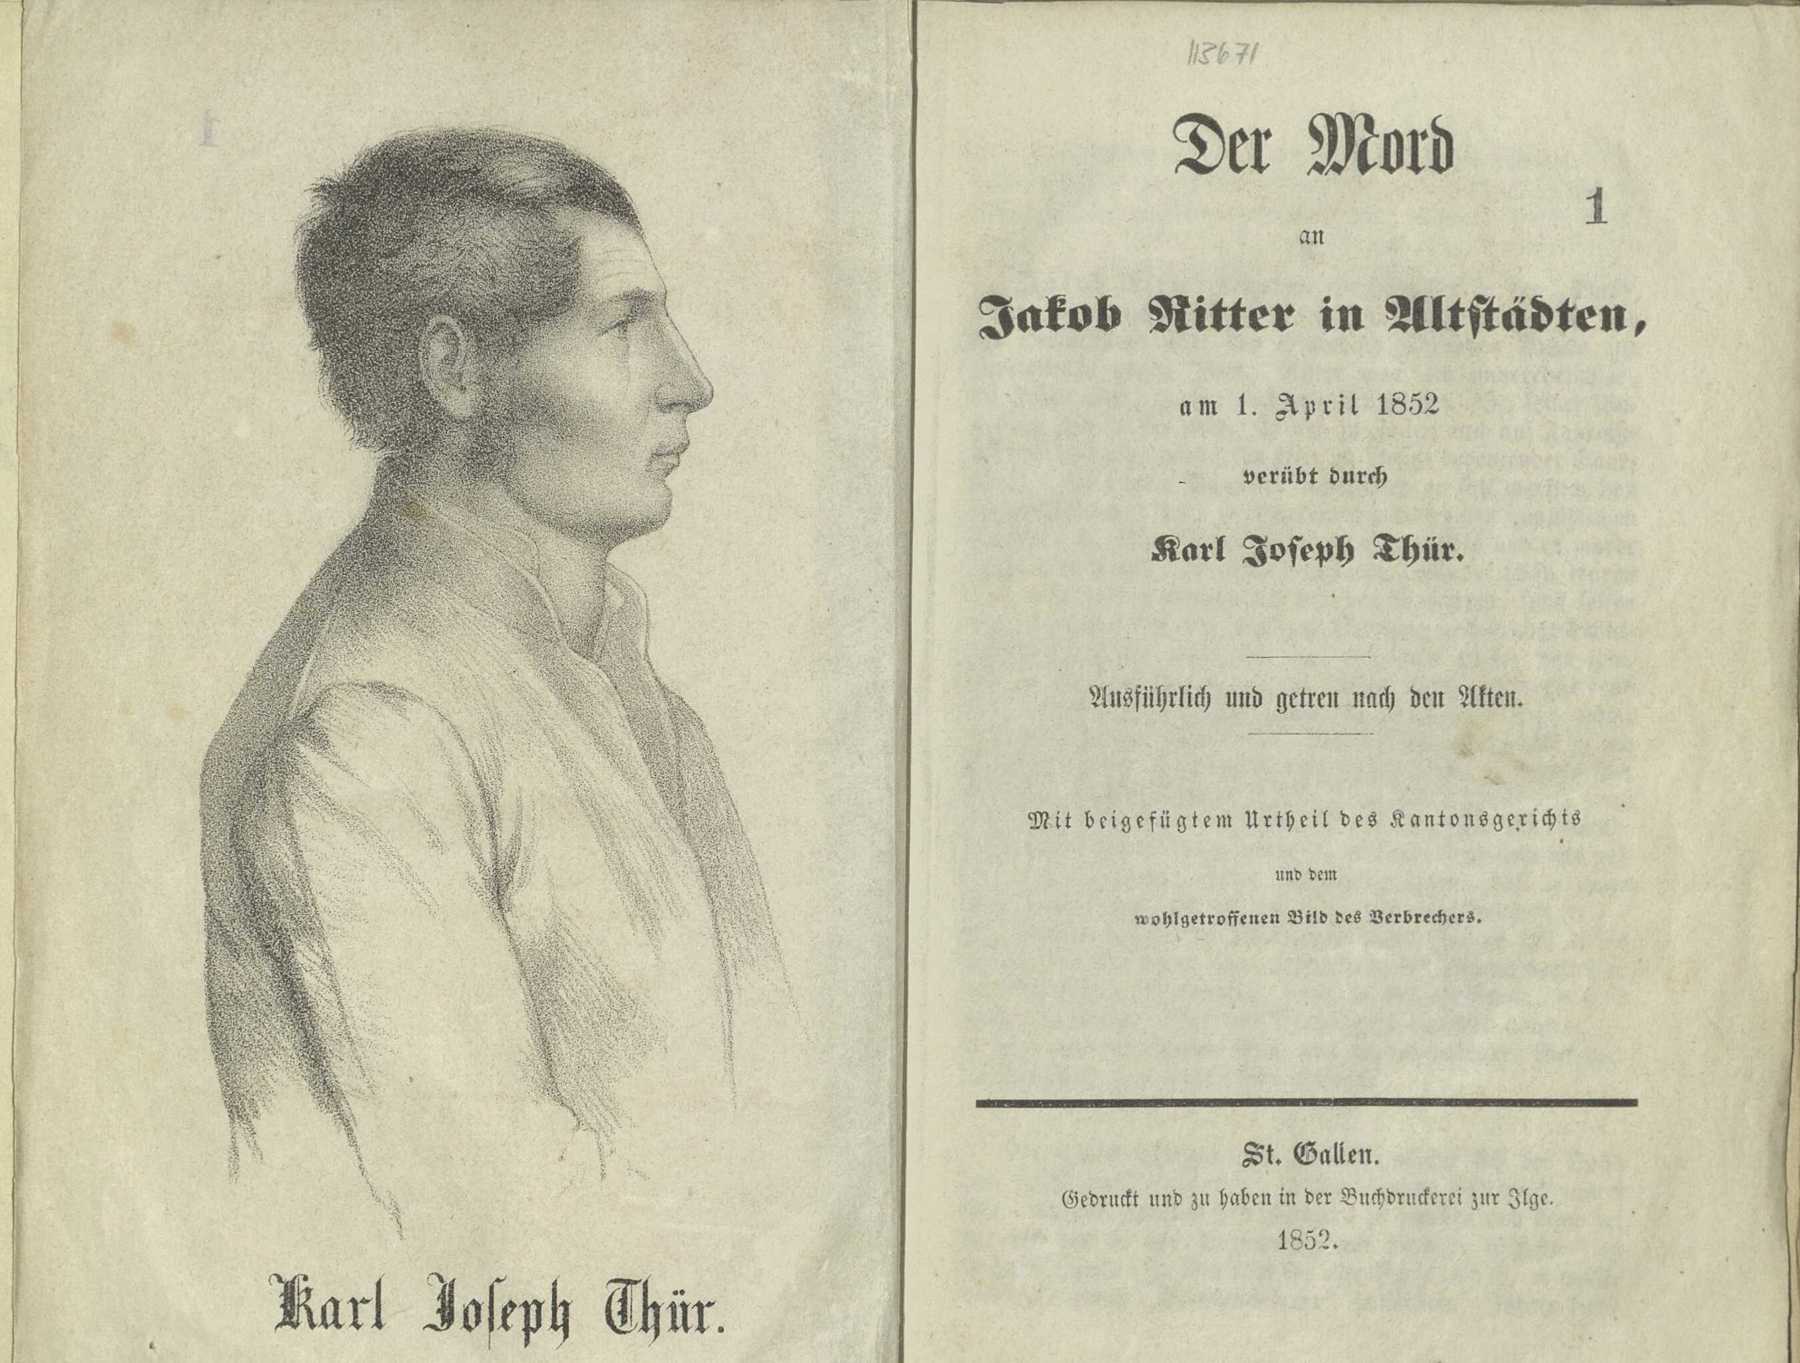 Karl Joseph Thür.
113671
Der Mord
1
an
Jakob Ritter in Altstädten,
am 1. April 1852
verübt durch
Karl Joseph Thür.
Ausführlich und getreu nach den Akten.
Mit beigefügtem Urtheil des Kantonsgerichts
und dem
wohlgetroffenen Bild des Verbrechers.
St. Gallen.
Gedruckt und zu haben in der Buchdruckerei zur Ilge.
1852.